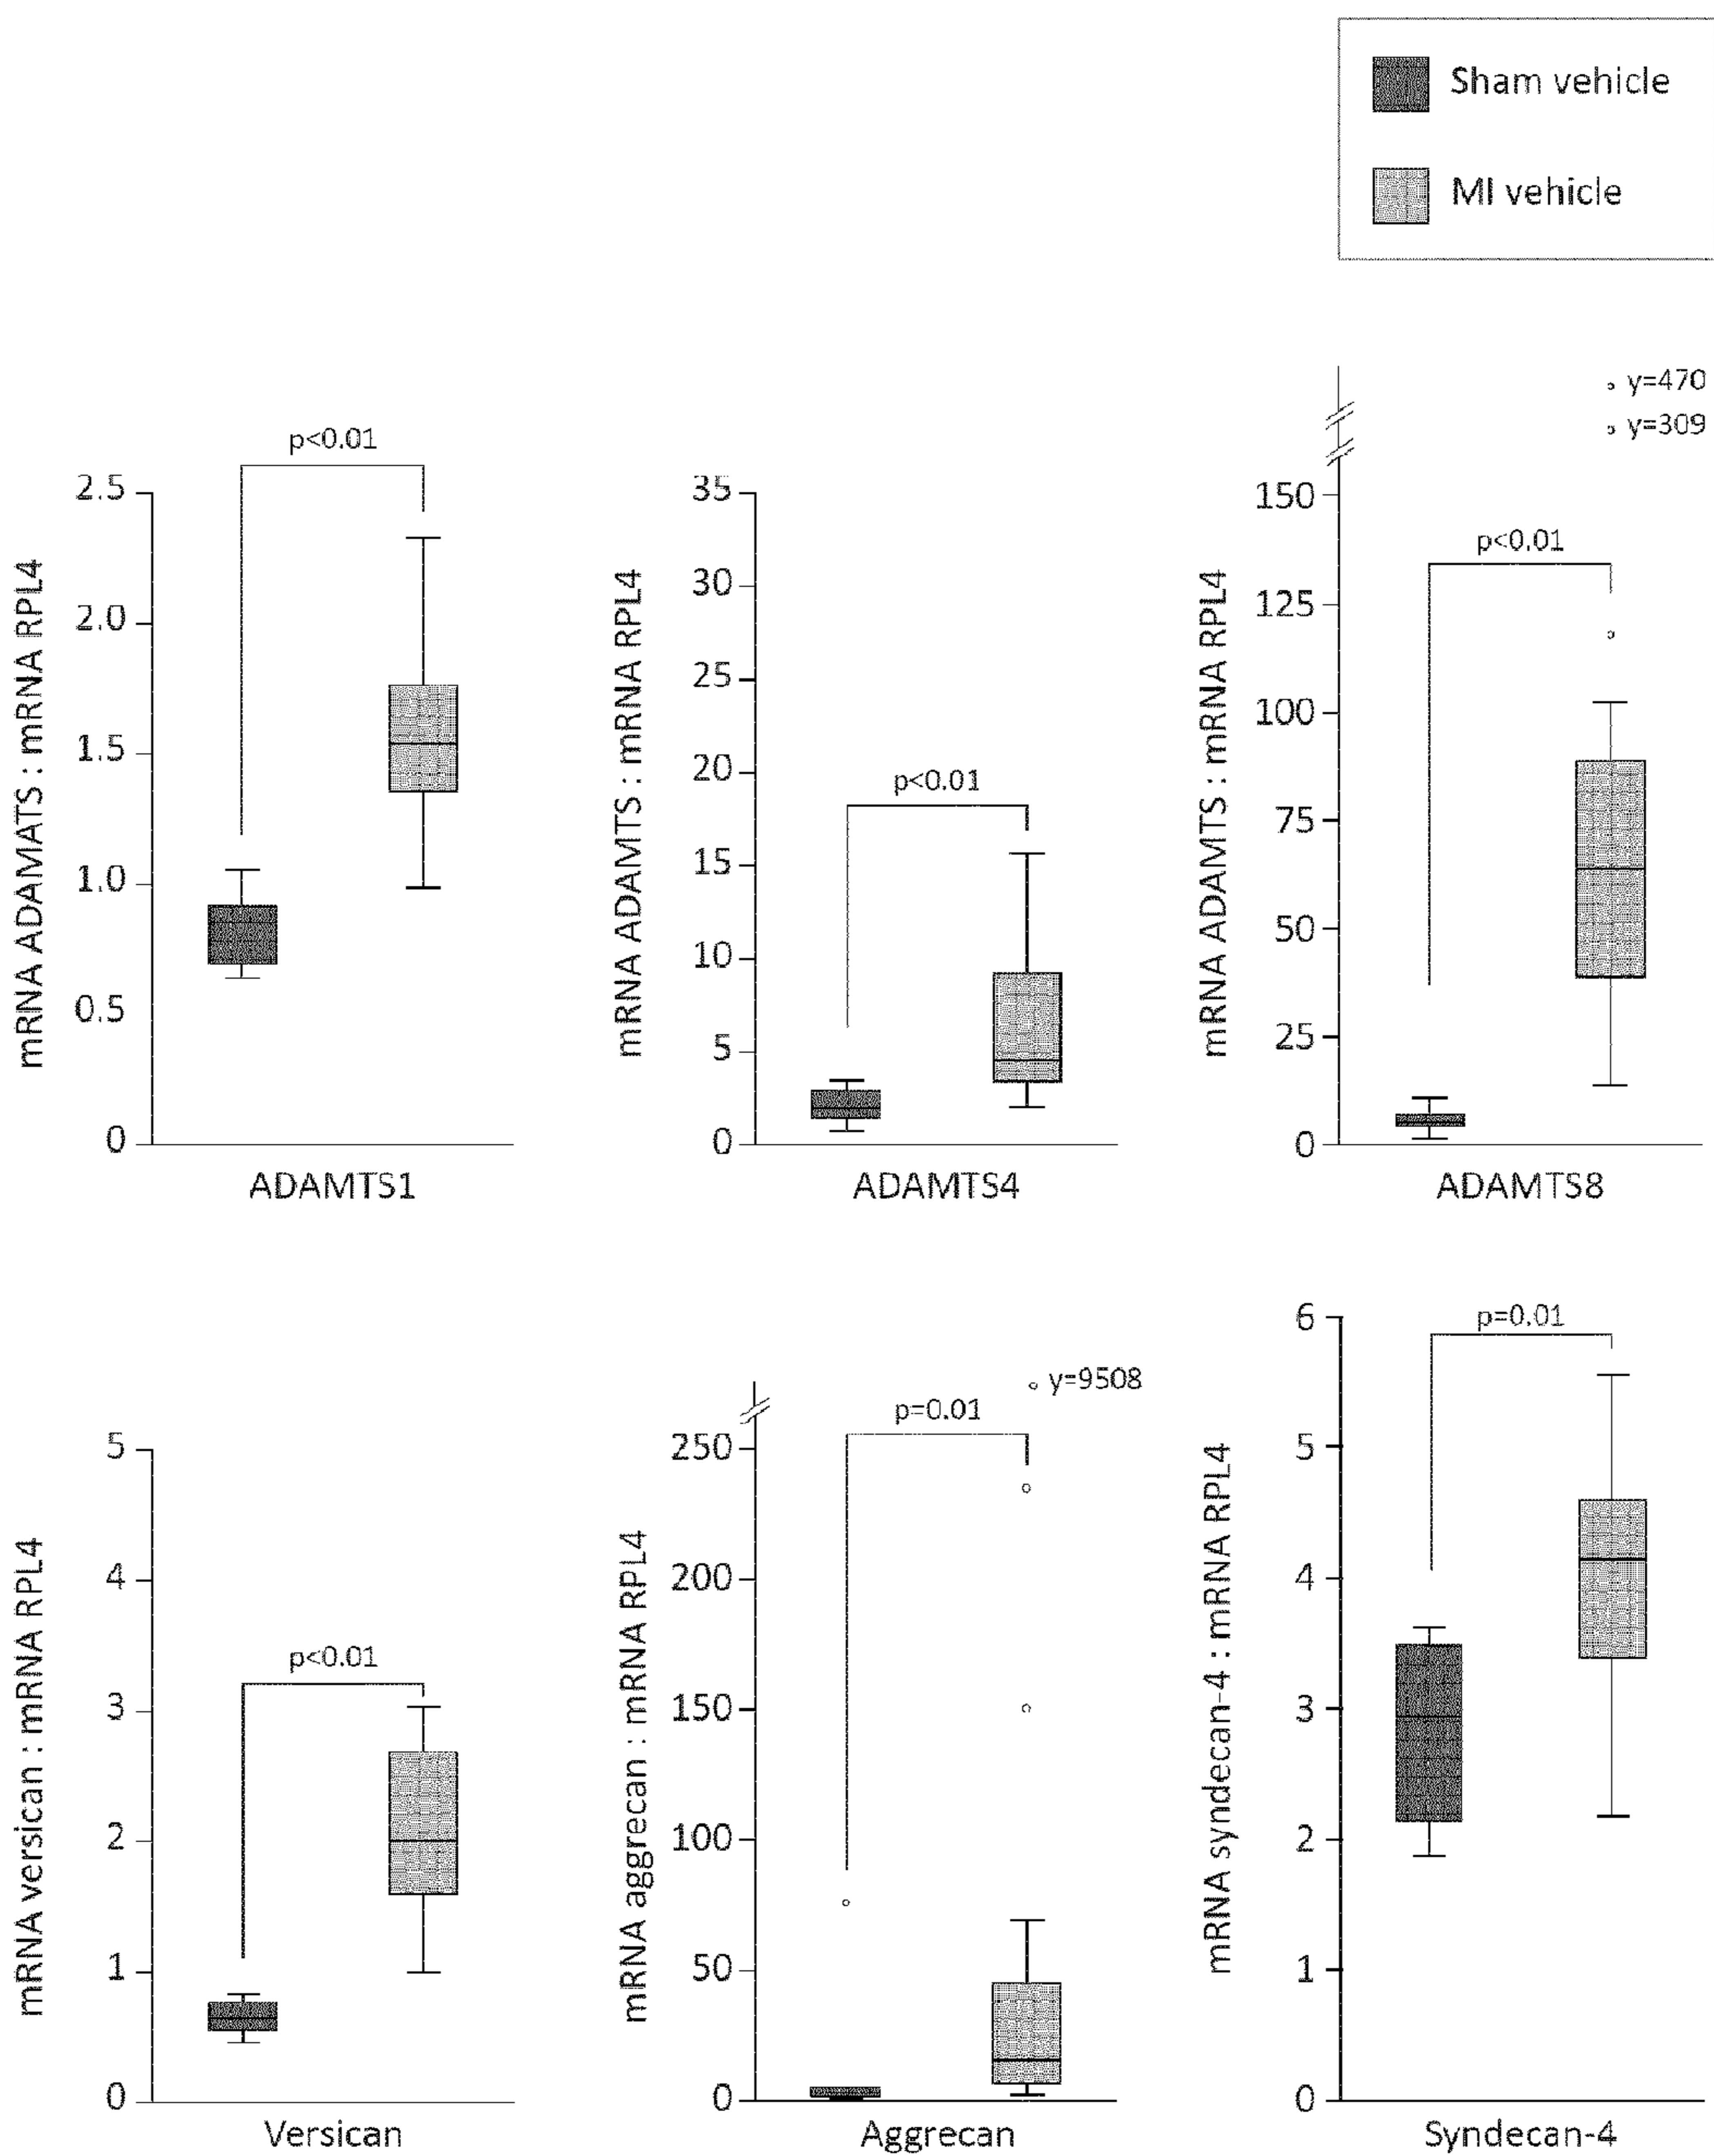 Sham vehicle
MI vehicle
mRNA ADAMATS : mRNA RPL4
2.5
2.0
1.5
1.0
0.5
0
p<0.01
ADAMTS1
mRNA ADAMTS : mRNA RPL4
35
30
25
20
15
10
5
0
p<0.01
ADAMTS4
mRNA ADAMTS : mRNA RPL4
150
125
100
75
50
25
0
y=470
y=309
p<0.01
ADAMTS8
mRNA versican : mRNA RPL4
5
4
3
2
1
0
p<0.01
Versican
mRNA aggrecan : mRNA RPL4
250
200
150
100
50
0
y=9508
p=0.01
Aggrecan
mRNA syndecan-4 : mRNA RPL4
6
5
4
3
2
1
0
p=0.01
Syndecan-4